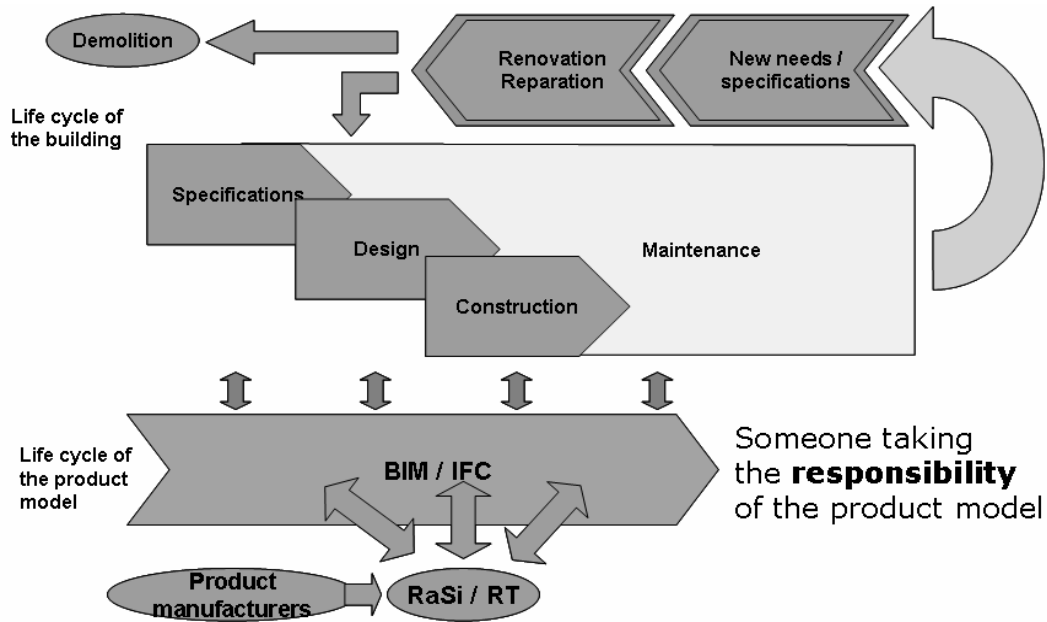 Demolition
Renovation
Reparation
New needs /
specifications
Life cycle of
the building
Specifications
Design
Maintenance
Construction
Life cycle of
the product
model
BIM / IFC
Someone taking
the responsibility
of the product model
Product
manufacturers
RaSi / RT